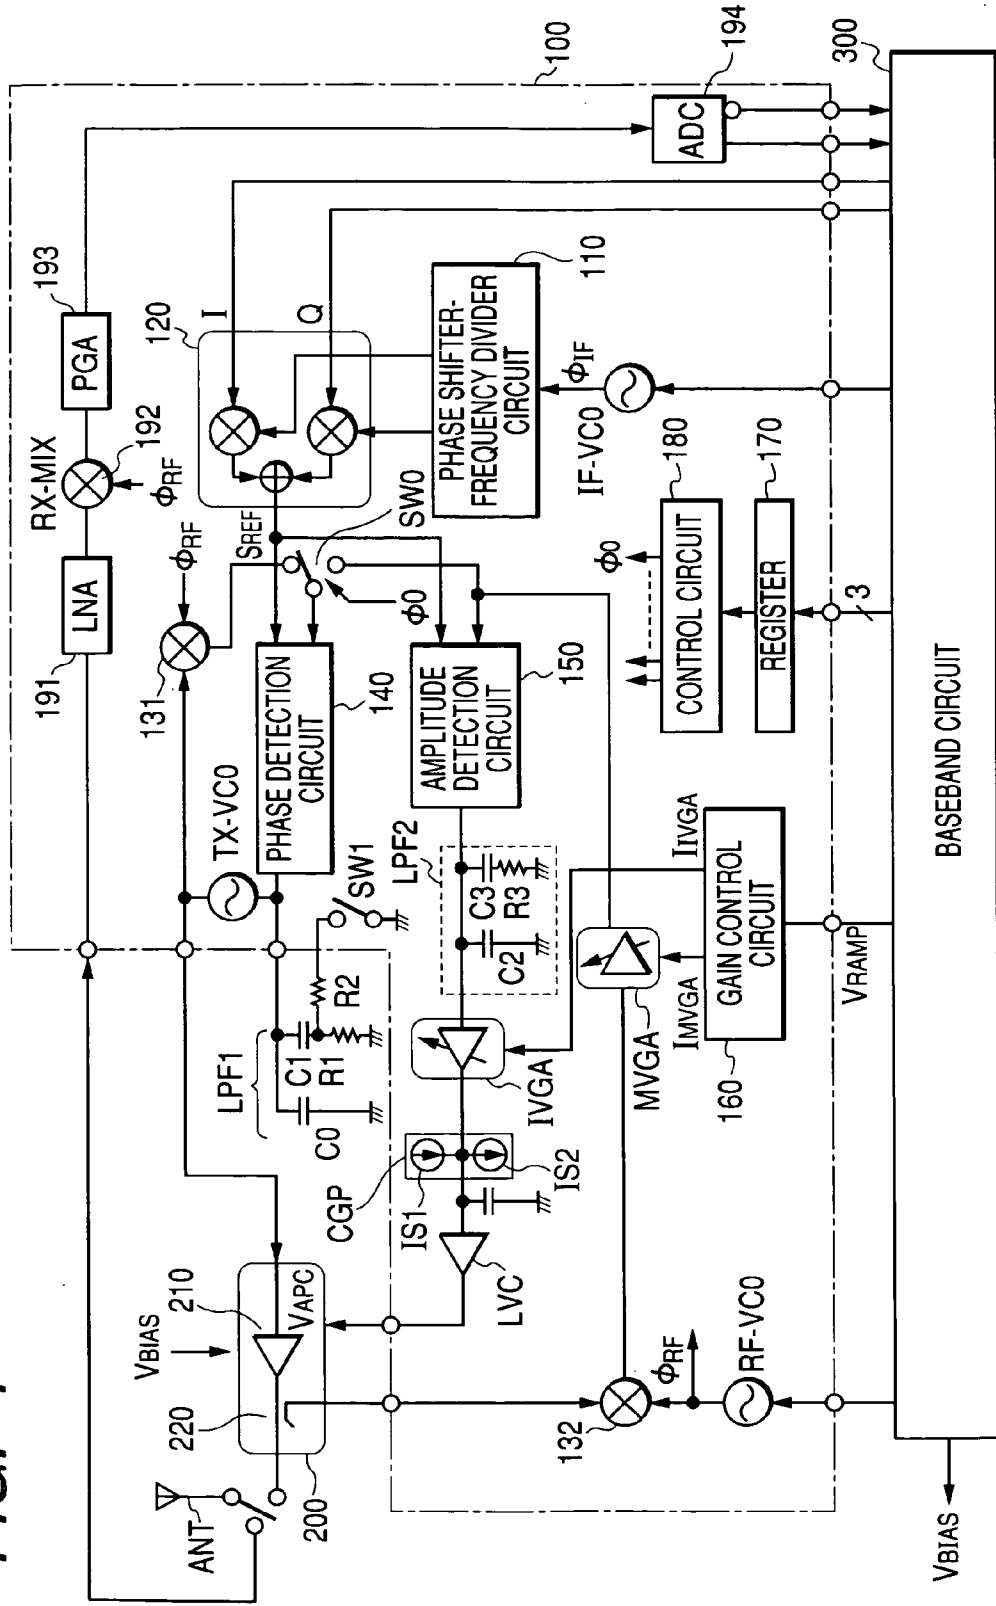 ANT
VBIAS
210
220
VAPC
200
LPF1
C0
C1
R1
R2
SW1
CGP
IS1
IS2
LVC
IVGA
LPF2
C2
C3
R3
191
LNA
RX-MIX
192
ΦRF
PGA
193
100
131
ΦRF
TX-VCO
PHASE DETECTION
CIRCUIT
140
SREF
SW0
Φ0
120
I
Q
AMPLITUDE
DETECTION
CIRCUIT
150
PHASE SHIFTER-
FREQUENCY DIVIDER
CIRCUIT
110
ΦIF
IF-VCO
132
ΦRF
RF-VCO
MVGA
IMVGA
IIVGA
GAIN CONTROL
CIRCUIT
160
VRAMP
Φ0
CONTROL CIRCUIT
180
REGISTER
170
3
ADC
194
300
BASEBAND CIRCUIT
VBIAS